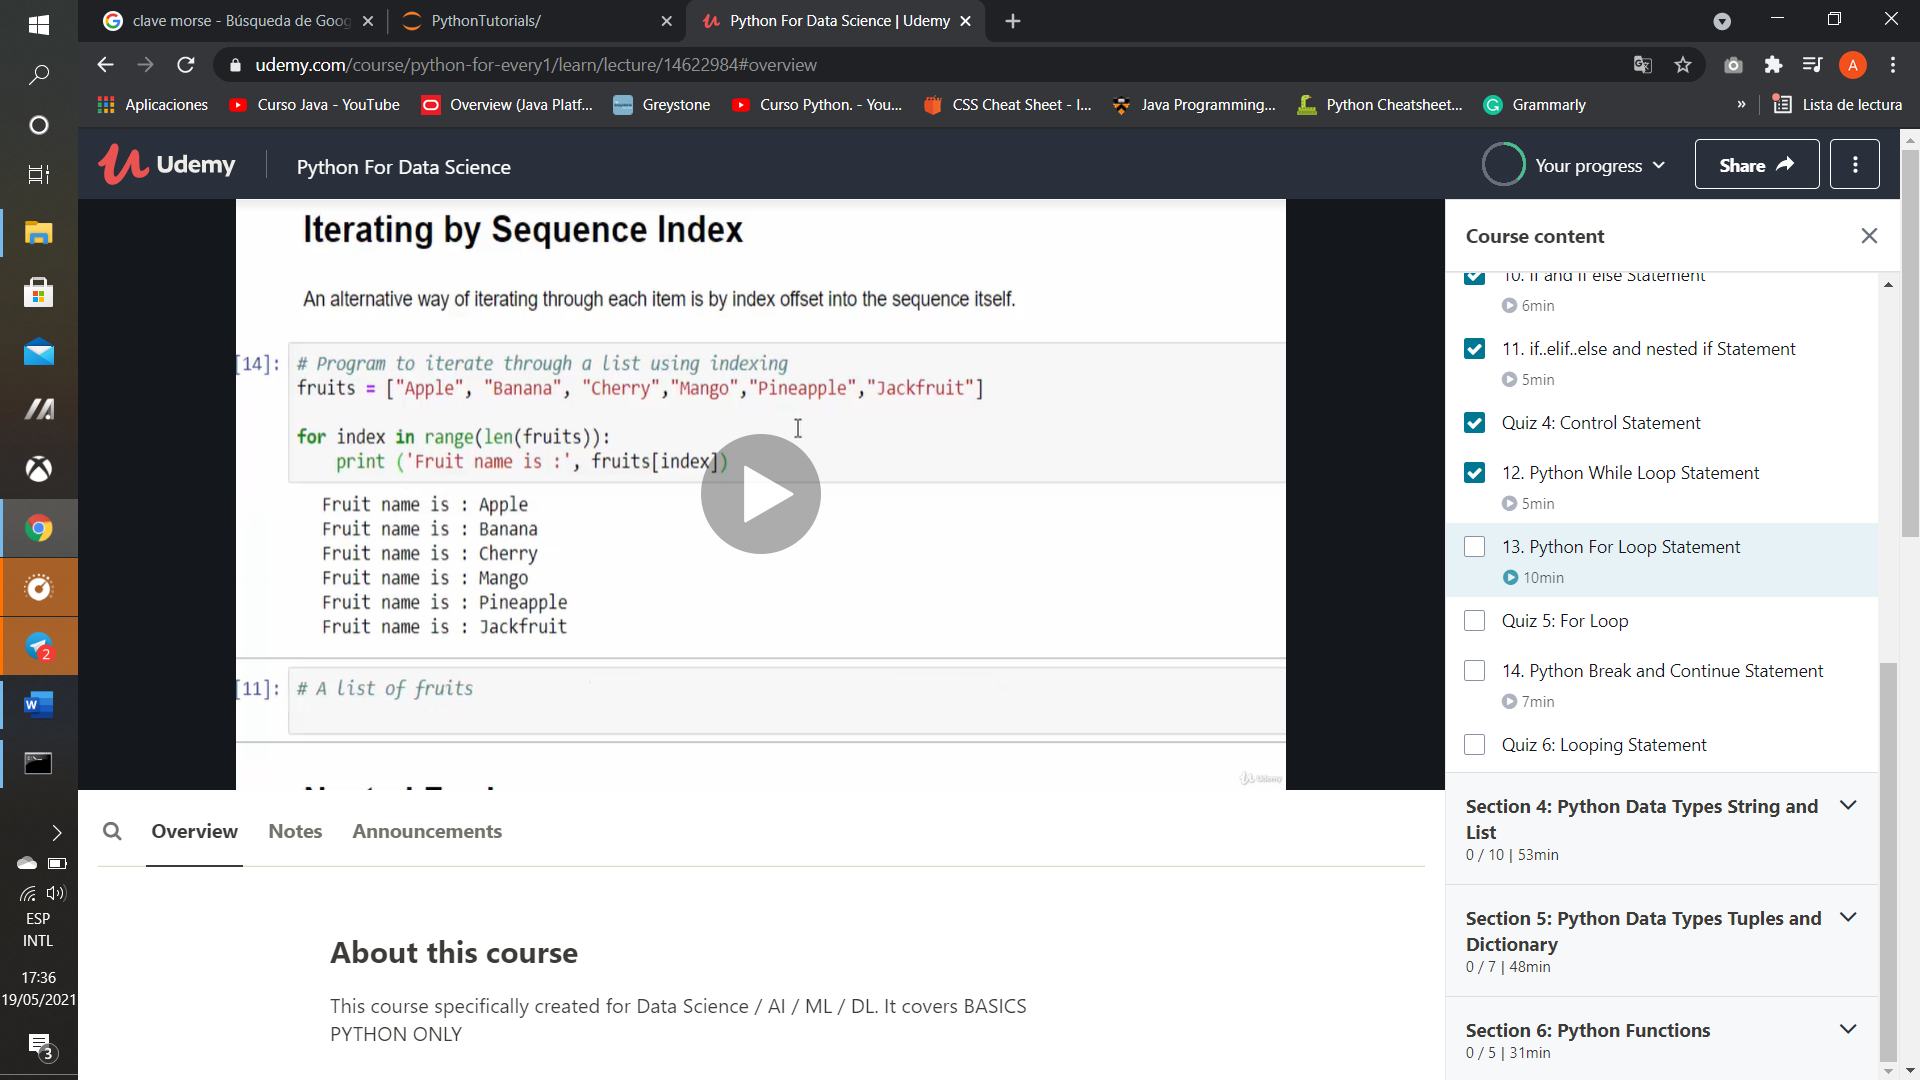 clave morse - Búsqueda de Goog
PythonTutorials/
Python For Data Science | Udemy
udemy.com/course/python-for-every1/learn/lecture/14622984#overview
A
Aplicaciones
Curso Java - YouTube
Overview (Java Platf...
Greystone
Curso Python. - You...
CSS Cheat Sheet - I...
Java Programming...
Python Cheatsheet...
Grammarly
»
Lista de lectura
Udemy
Python For Data Science
Your progress
Share
Iterating by Sequence Index
An alternative way of iterating through each item is by index offset into the sequence itself.
[14]:
# Program to iterate through a list using indexing
fruits = ["Apple", "Banana", "Cherry","Mango","Pineapple","Jackfruit"]
for index in range(len(fruits)):
print ('Fruit name is :', fruits[index])
Fruit name is : Apple
Fruit name is : Banana
Fruit name is : Cherry
Fruit name is : Mango
Fruit name is : Pineapple
Fruit name is : Jackfruit
[11]:
# A list of fruits
Udemy
Course content
10. if and if else Statement
6min
11. if..elif..else and nested if Statement
5min
Quiz 4: Control Statement
12. Python While Loop Statement
5min
13. Python For Loop Statement
10min
Quiz 5: For Loop
14. Python Break and Continue Statement
7min
Quiz 6: Looping Statement
Section 4: Python Data Types String and
List
0 / 10 | 53min
Section 5: Python Data Types Tuples and
Dictionary
0 / 7 | 48min
Section 6: Python Functions
0 / 5 | 31min
Overview
Notes
Announcements
About this course
This course specifically created for Data Science / AI / ML / DL. It covers BASICS
PYTHON ONLY
2
W
ESP
INTL
17:36
19/05/2021
3